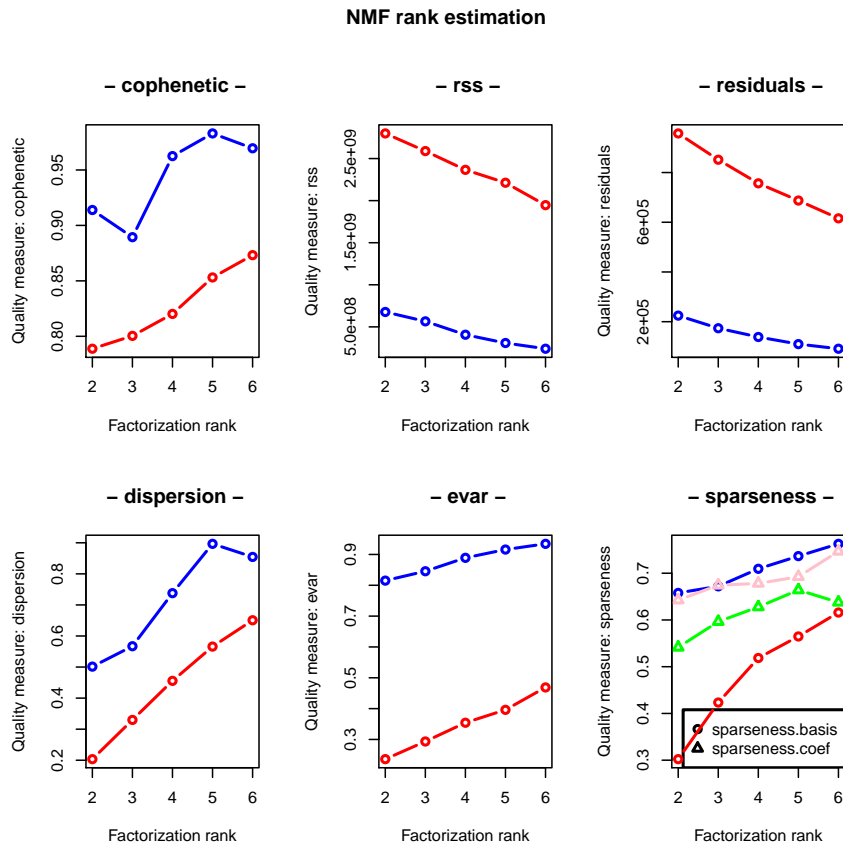 NMF rank estimation
– cophenetic –
Quality measure: cophenetic
0.80 0.85 0.90 0.95
2 3 4 5 6
Factorization rank
– rss –
Quality measure: rss
5.0e+08 1.5e+09 2.5e+09
2 3 4 5 6
Factorization rank
– residuals –
Quality measure: residuals
2e+05 6e+05
2 3 4 5 6
Factorization rank
– dispersion –
Quality measure: dispersion
0.2 0.4 0.6 0.8
2 3 4 5 6
Factorization rank
– evar –
Quality measure: evar
0.3 0.5 0.7 0.9
2 3 4 5 6
Factorization rank
– sparseness –
Quality measure: sparseness
0.3 0.4 0.5 0.6 0.7
2 3 4 5 6
Factorization rank
sparseness.basis
sparseness.coef